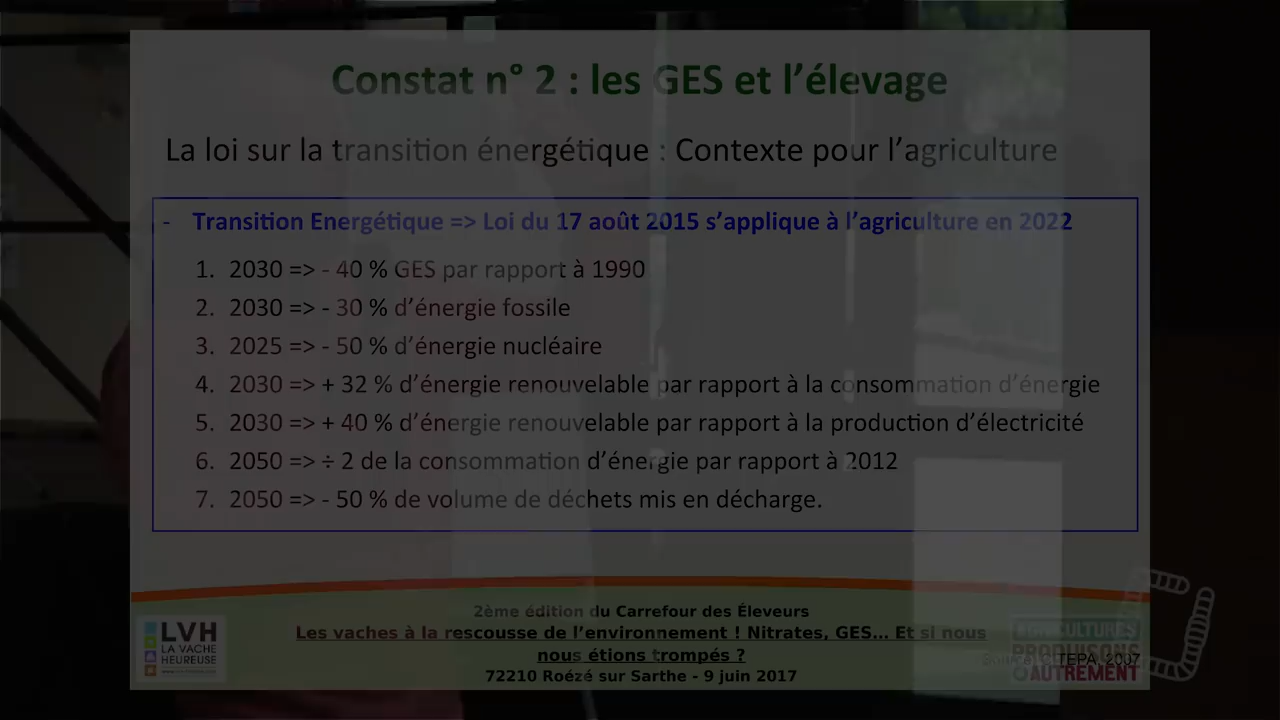 Constat n° 2 : les GES et l’élevage
La loi sur la transition énergétique : Contexte pour l’agriculture
- Transition Energétique => Loi du 17 août 2015 s’applique à l’agriculture en 2022
1. 2030 => - 40 % GES par rapport à 1990
2. 2030 => - 30 % d’énergie fossile
3. 2025 => - 50 % d’énergie nucléaire
4. 2030 => + 32 % d’énergie renouvelable par rapport à la consommation d’énergie
5. 2030 => + 40 % d’énergie renouvelable par rapport à la production d’électricité
6. 2050 => ÷ 2 de la consommation d’énergie par rapport à 2012
7. 2050 => - 50 % de volume de déchets mis en décharge.
LVH
LA VACHE
HEUREUSE
2ème édition du Carrefour des Éleveurs
Les vaches à la rescousse de l’environnement ! Nitrates, GES… Et si nous
nous étions trompés ?
72210 Roézé sur Sarthe - 9 juin 2017
CITEPA, 2007
PRODUISONS
AUTREMENT